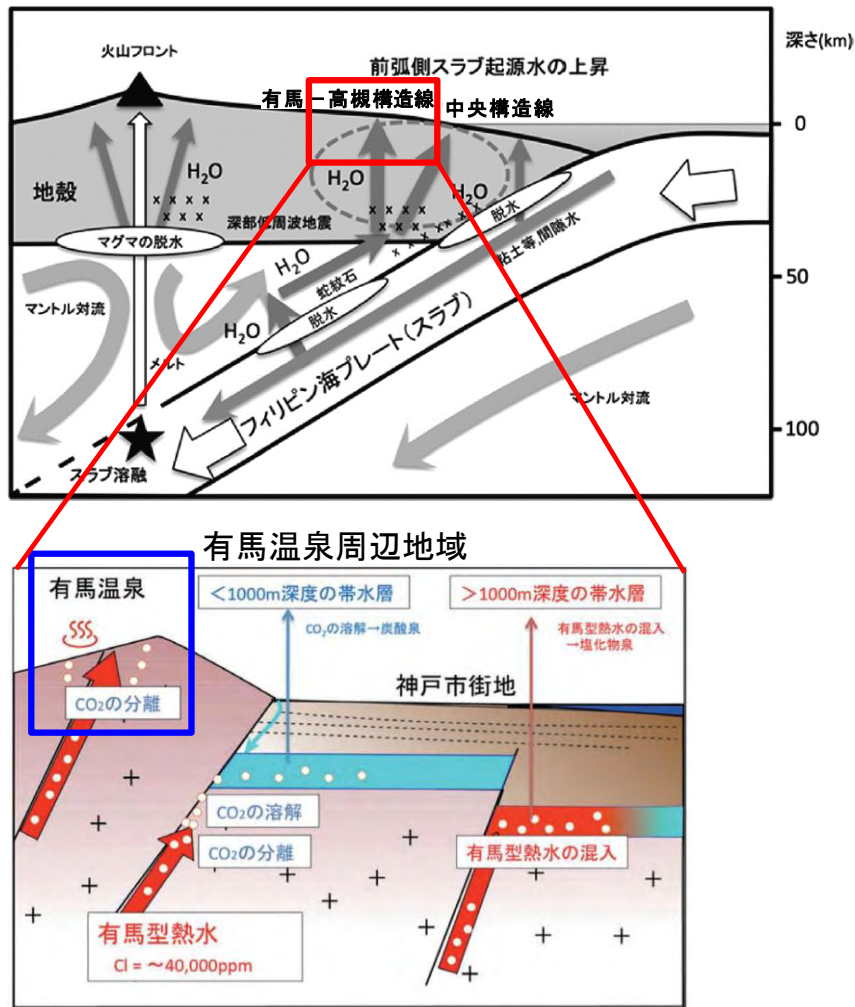 深さ(km)
火山フロント
前弧側スラブ起源水の上昇
有馬－高槻構造線
中央構造線
0
H2O
H2O
H2O
地殻
深部低周波地震
脱水
マグマの脱水
粘土等,間隙水
H2O
50
蛇紋石
マントル対流
H2O
脱水
メルト
フィリピン海プレート(スラブ)
マントル対流
100
スラブ溶融
有馬温泉周辺地域
有馬温泉
＜1000m深度の帯水層
＞1000m深度の帯水層
CO2の溶解→炭酸泉
有馬型熱水の混入
→塩化物泉
神戸市街地
CO2の分離
CO2の溶解
CO2の分離
有馬型熱水の混入
有馬型熱水
Cl = ～40,000ppm